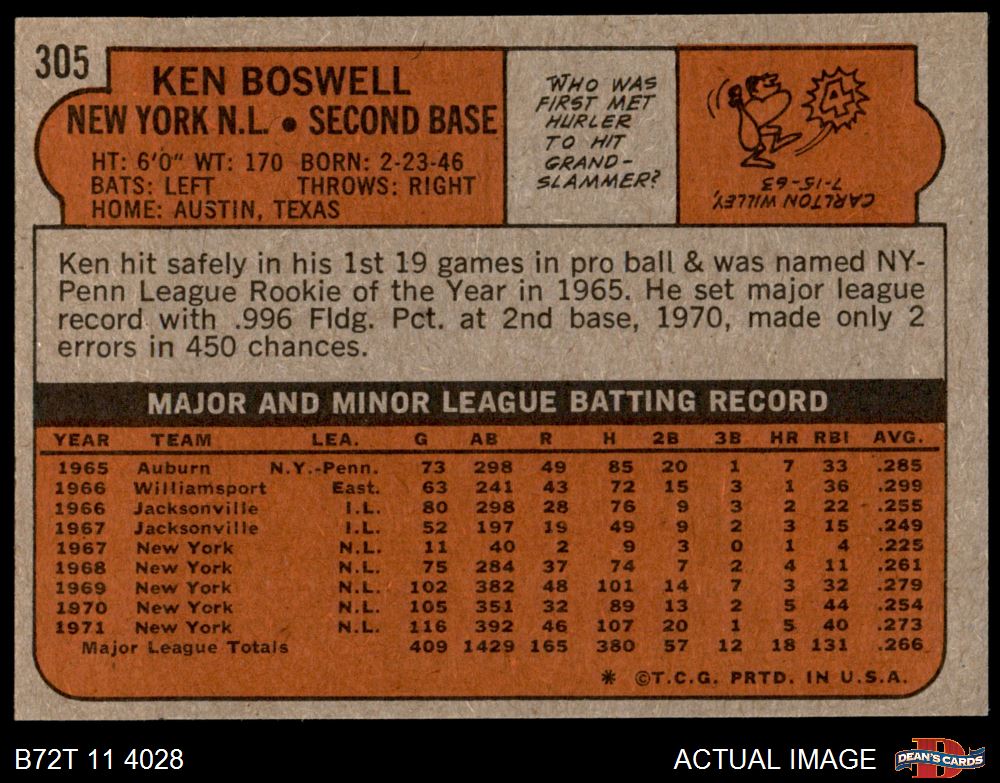 305
KEN BOSWELL
NEW YORK N.L. ● SECOND BASE
HT: 6'0" WT: 170 BORN: 2-23-46
BATS: LEFT THROWS: RIGHT
HOME: AUSTIN, TEXAS
WHO WAS
FIRST MET
HURLER
TO HIT
GRAND-
SLAMMER?
4
CARLTON WILLEY,
7-15-63
Ken hit safely in his 1st 19 games in pro ball & was named NY-
Penn League Rookie of the Year in 1965. He set major league
record with .996 Fldg. Pct. at 2nd base, 1970, made only 2
errors in 450 chances.
MAJOR AND MINOR LEAGUE BATTING RECORD
YEAR TEAM LEA. G AB R H 2B 3B HR RBI AVG.
1965 Auburn N.Y.-Penn. 73 298 49 85 20 1 7 33 .285
1966 Williamsport East. 63 241 43 72 15 3 1 36 .299
1966 Jacksonville I.L. 80 298 28 76 9 3 2 22 .255
1967 Jacksonville I.L. 52 197 19 49 9 2 3 15 .249
1967 New York N.L. 11 40 2 9 3 0 1 4 .225
1968 New York N.L. 75 284 37 74 7 2 4 11 .261
1969 New York N.L. 102 382 48 101 14 7 3 32 .279
1970 New York N.L. 105 351 32 89 13 2 5 44 .254
1971 New York N.L. 116 392 46 107 20 1 5 40 .273
Major League Totals 409 1429 165 380 57 12 18 131 .266
* ©T.C.G. PRTD. IN U.S.A.
B72T 11 4028
ACTUAL IMAGE
D
DEAN'S CARDS